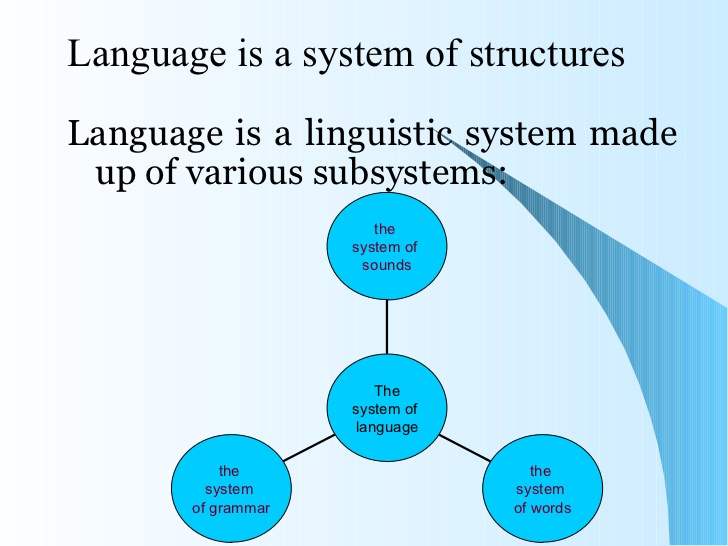 Language is a system of structures
Language is a linguistic system made
up of various subsystems:
the
system of
sounds
The
system of
language
the
system
of grammar
the
system
of words